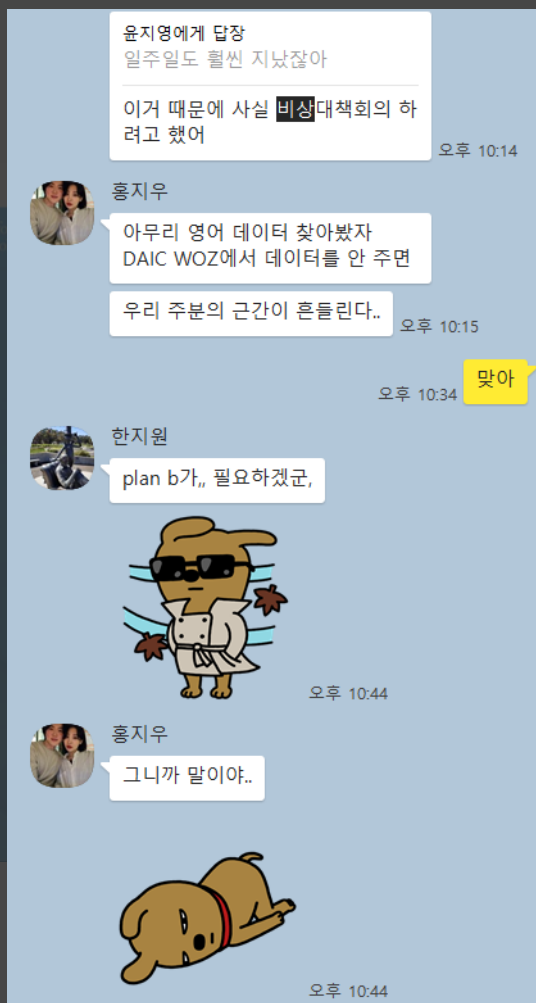 윤지영에게 답장
일주일도 훨씬 지났잖아
이거 때문에 사실 비상대책회의 하
려고 했어
오후 10:14
홍지우
아무리 영어 데이터 찾아봤자
DAIC WOZ에서 데이터를 안 주면
우리 주분의 근간이 흔들린다..
오후 10:15
맞아
오후 10:34
한지원
plan b가,, 필요하겠군,
오후 10:44
홍지우
그니까 말이야..
오후 10:44